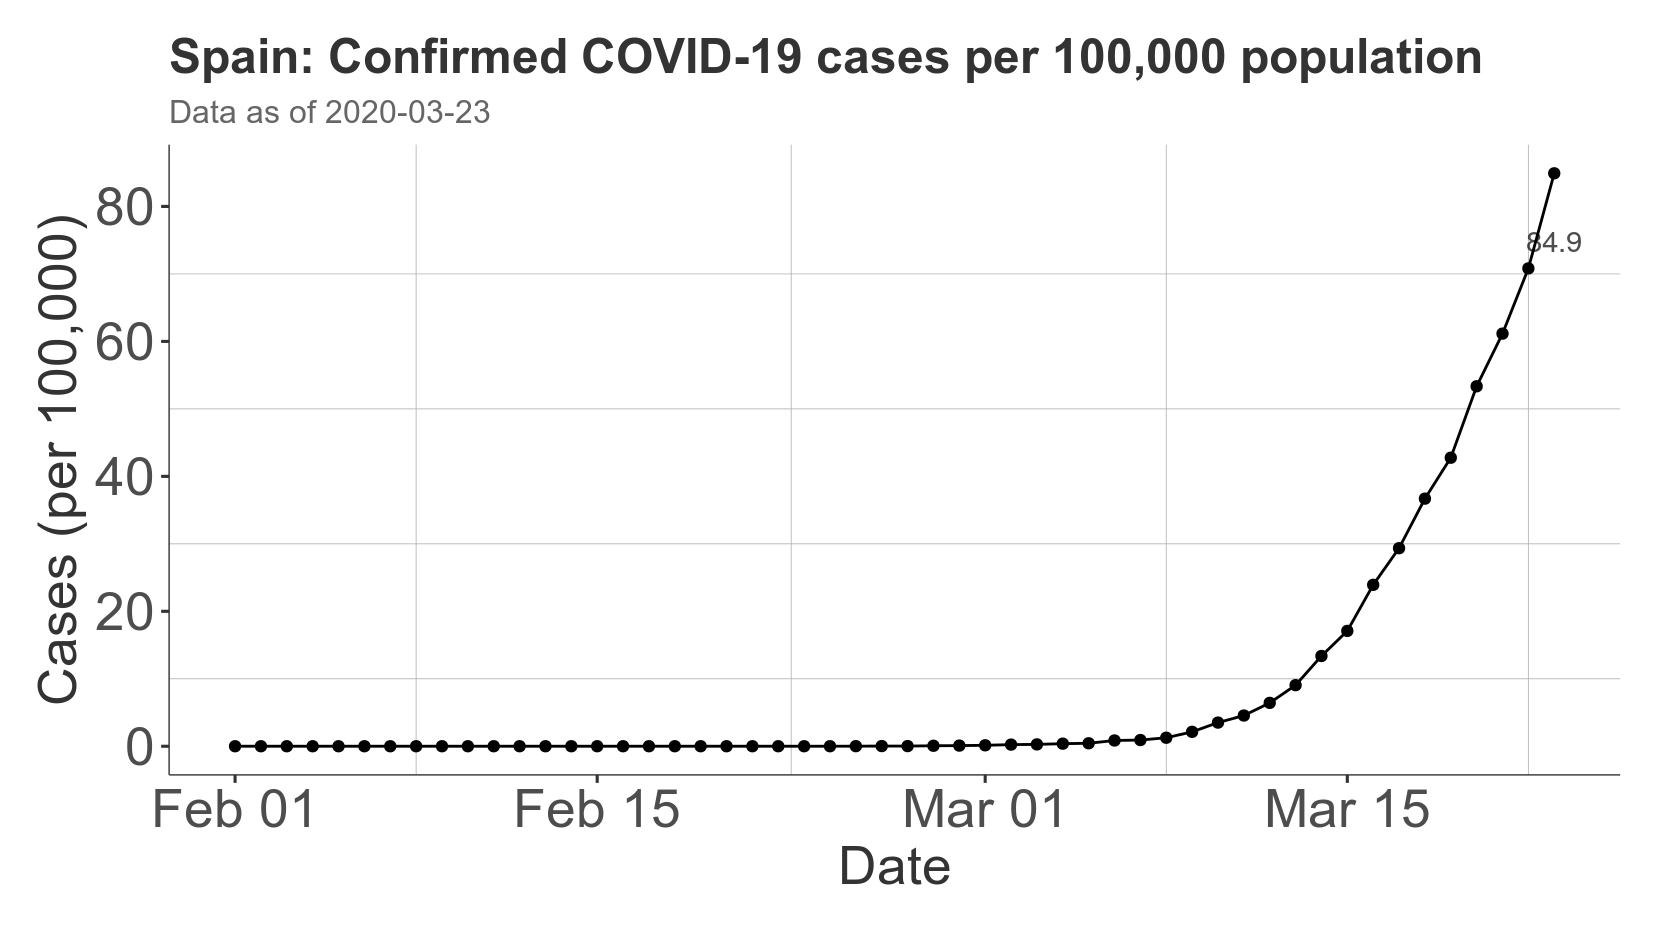 Spain: Confirmed COVID-19 cases per 100,000 population
Data as of 2020-03-23
Cases (per 100,000)
80
60
40
20
0
84.9
Feb 01
Feb 15
Mar 01
Mar 15
Date